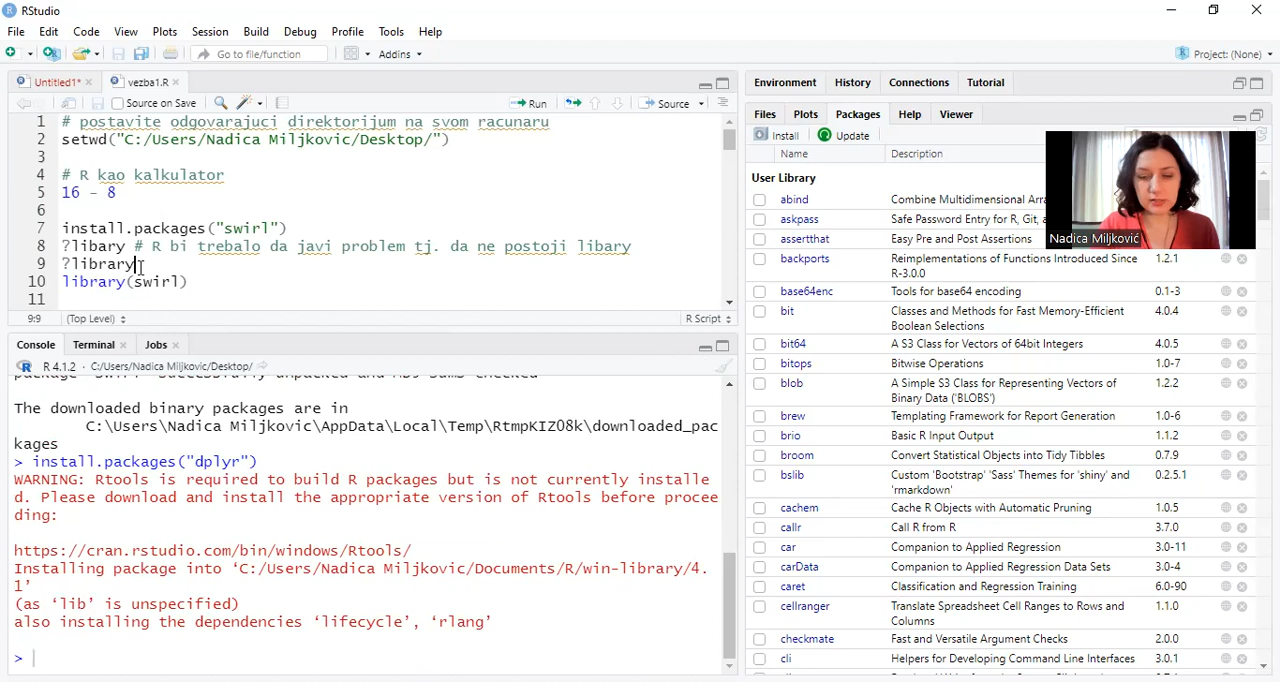 RStudio
File Edit Code View Plots Session Build Debug Profile Tools Help
Go to file/function Addins Project: (None)
Untitled1* vezba1.R
Source on Save Run Source
1 # postavite odgovarajuci direktorijum na svom racunaru
2 setwd("C:/Users/Nadica Miljkovic/Desktop/")
3
4 # R kao kalkulator
5 16 - 8
6
7 install.packages("swirl")
8 ?libary # R bi trebalo da javi problem tj. da ne postoji libary
9 ?library
10 library(swirl)
11
9:9 (Top Level) R Script
Console Terminal Jobs
R 4.1.2 · C:/Users/Nadica Miljkovic/Desktop/
The downloaded binary packages are in
C:\Users\Nadica Miljkovic\AppData\Local\Temp\RtmpKIZ08k\downloaded_pac
kages
> install.packages("dplyr")
WARNING: Rtools is required to build R packages but is not currently installe
d. Please download and install the appropriate version of Rtools before procee
ding:
https://cran.rstudio.com/bin/windows/Rtools/
Installing package into ‘C:/Users/Nadica Miljkovic/Documents/R/win-library/4.
1’
(as ‘lib’ is unspecified)
also installing the dependencies ‘lifecycle’, ‘rlang’
>
Environment History Connections Tutorial
Files Plots Packages Help Viewer
Install Update
Name Description
User Library
abind Combine Multidimensional
askpass Safe Password Entry for R, Git,
assertthat Easy Pre and Post Assertions
backports Reimplementations of Functions Introduced Since 1.2.1
R-3.0.0
base64enc Tools for base64 encoding 0.1-3
bit Classes and Methods for Fast Memory-Efficient 4.0.4
Boolean Selections
bit64 A S3 Class for Vectors of 64bit Integers 4.0.5
bitops Bitwise Operations 1.0-7
blob A Simple S3 Class for Representing Vectors of 1.2.2
Binary Data ('BLOBS')
brew Templating Framework for Report Generation 1.0-6
brio Basic R Input Output 1.1.2
broom Convert Statistical Objects into Tidy Tibbles 0.7.9
bslib Custom 'Bootstrap' 'Sass' Themes for 'shiny' and 0.2.5.1
'rmarkdown'
cachem Cache R Objects with Automatic Pruning 1.0.5
callr Call R from R 3.7.0
car Companion to Applied Regression 3.0-11
carData Companion to Applied Regression Data Sets 3.0-4
caret Classification and Regression Training 6.0-90
cellranger Translate Spreadsheet Cell Ranges to Rows and 1.1.0
Columns
checkmate Fast and Versatile Argument Checks 2.0.0
cli Helpers for Developing Command Line Interfaces 3.0.1
Nadica Miljković